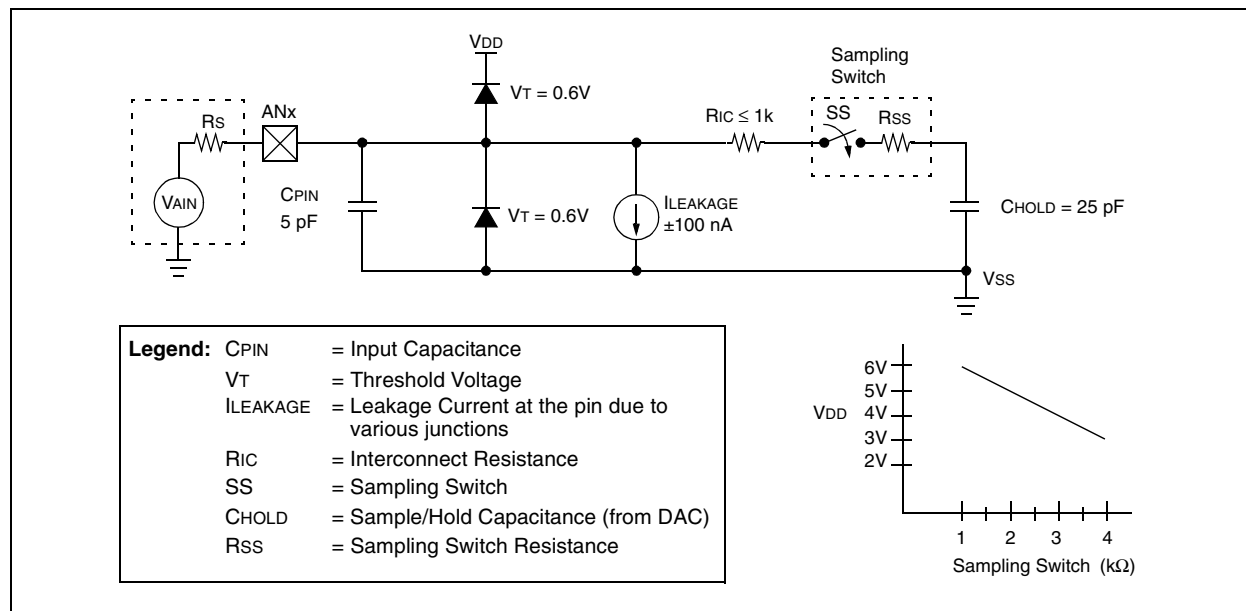 VDD
Sampling
Switch
VT = 0.6V
RIC ≤ 1k
SS
RSS
RS
ANx
VAIN
CPIN
5 pF
VT = 0.6V
ILEAKAGE
±100 nA
CHOLD = 25 pF
VSS
Legend: CPIN = Input Capacitance
VT = Threshold Voltage
ILEAKAGE = Leakage Current at the pin due to
various junctions
RIC = Interconnect Resistance
SS = Sampling Switch
CHOLD = Sample/Hold Capacitance (from DAC)
RSS = Sampling Switch Resistance
VDD
6V
5V
4V
3V
2V
1 2 3 4
Sampling Switch (kΩ)